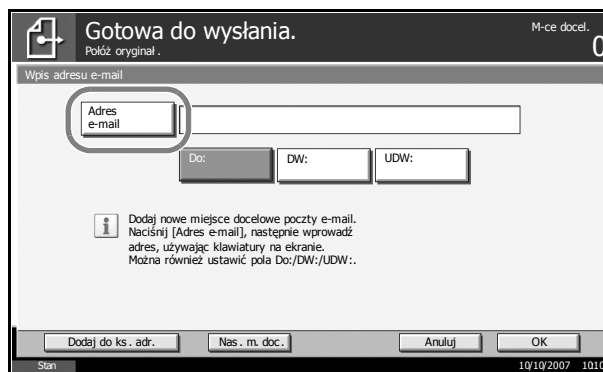 Gotowa do wysłania.
M-ce docel.
Połóż oryginał.
0
Wpis adresu e-mail
Adres
e-mail
Do:
DW:
UDW:
i
Dodaj nowe miejsce docelowe poczty e-mail.
Naciśnij [Adres e-mail], następnie wprowadź
adres, używając klawiatury na ekranie.
Można również ustawić pola Do:/DW:/UDW:.
Dodaj do ks. adr.
Nas. m. doc.
Anuluj
OK
Stan
10/10/2007 1010